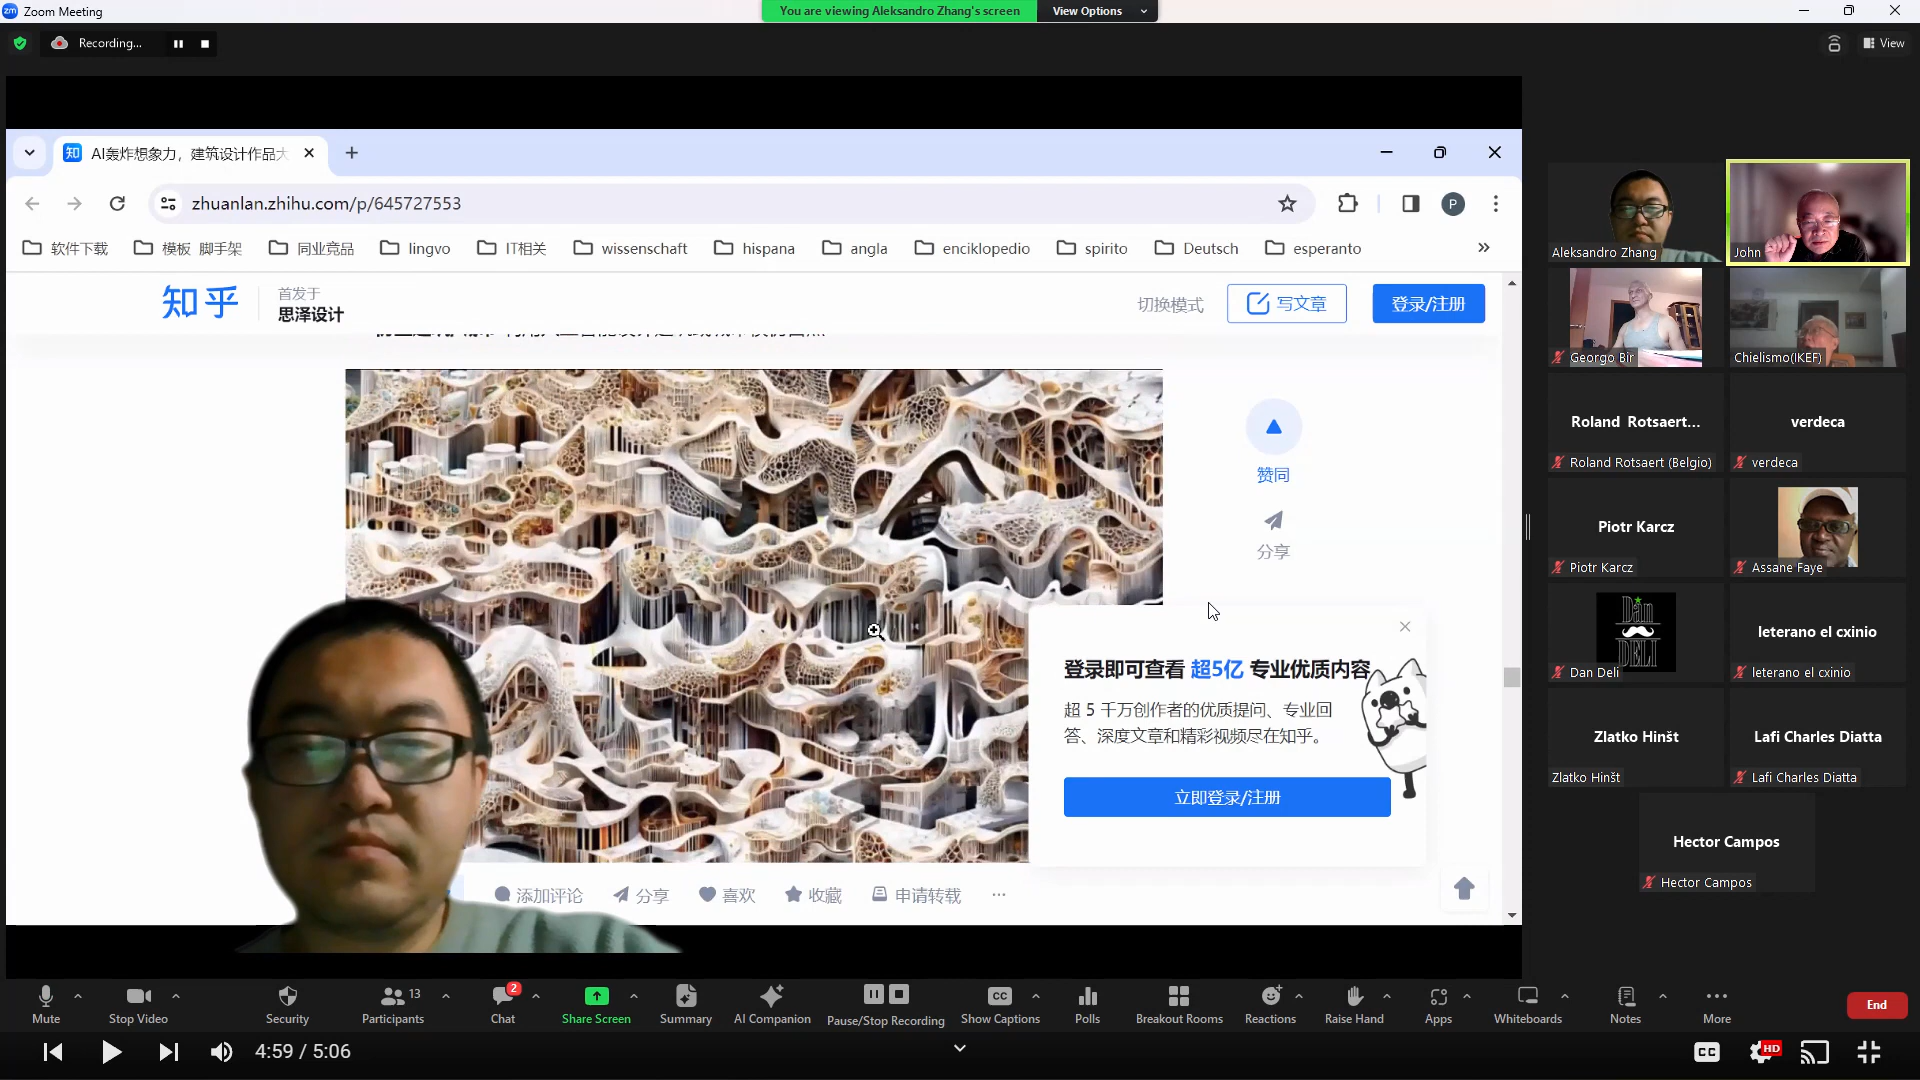 Zoom Meeting
You are viewing Aleksandro Zhang's screen
View Options
Recording...
View
知 AI轰炸想象力，建筑设计作品大
zhuanlan.zhihu.com/p/645727553
P
软件下载
模板 脚手架
同业竞品
lingvo
IT相关
wissenschaft
hispana
angla
enciklopedio
spirito
Deutsch
esperanto
知乎
首发于
思泽设计
切换模式
写文章
登录/注册
赞同
分享
登录即可查看 超5亿 专业优质内容
超 5 千万创作者的优质提问、专业回
答、深度文章和精彩视频尽在知乎。
立即登录/注册
添加评论
分享
喜欢
收藏
申请转载
Aleksandro Zhang
John
Georgo Bir
Chielismo(IKEF)
Roland Rotsaert...
Roland Rotsaert (Belgio)
verdeca
verdeca
Piotr Karcz
Piotr Karcz
Assane Faye
Dan
DELI
Dan Deli
leterano el cxinio
leterano el cxinio
Zlatko Hinšt
Zlatko Hinšt
Lafi Charles Diatta
Lafi Charles Diatta
Hector Campos
Hector Campos
Mute
Stop Video
Security
13
Participants
2
Chat
Share Screen
Summary
AI Companion
Pause/Stop Recording
CC
Show Captions
Polls
Breakout Rooms
Reactions
Raise Hand
Apps
Whiteboards
Notes
More
End
4:59 / 5:06
CC
HD